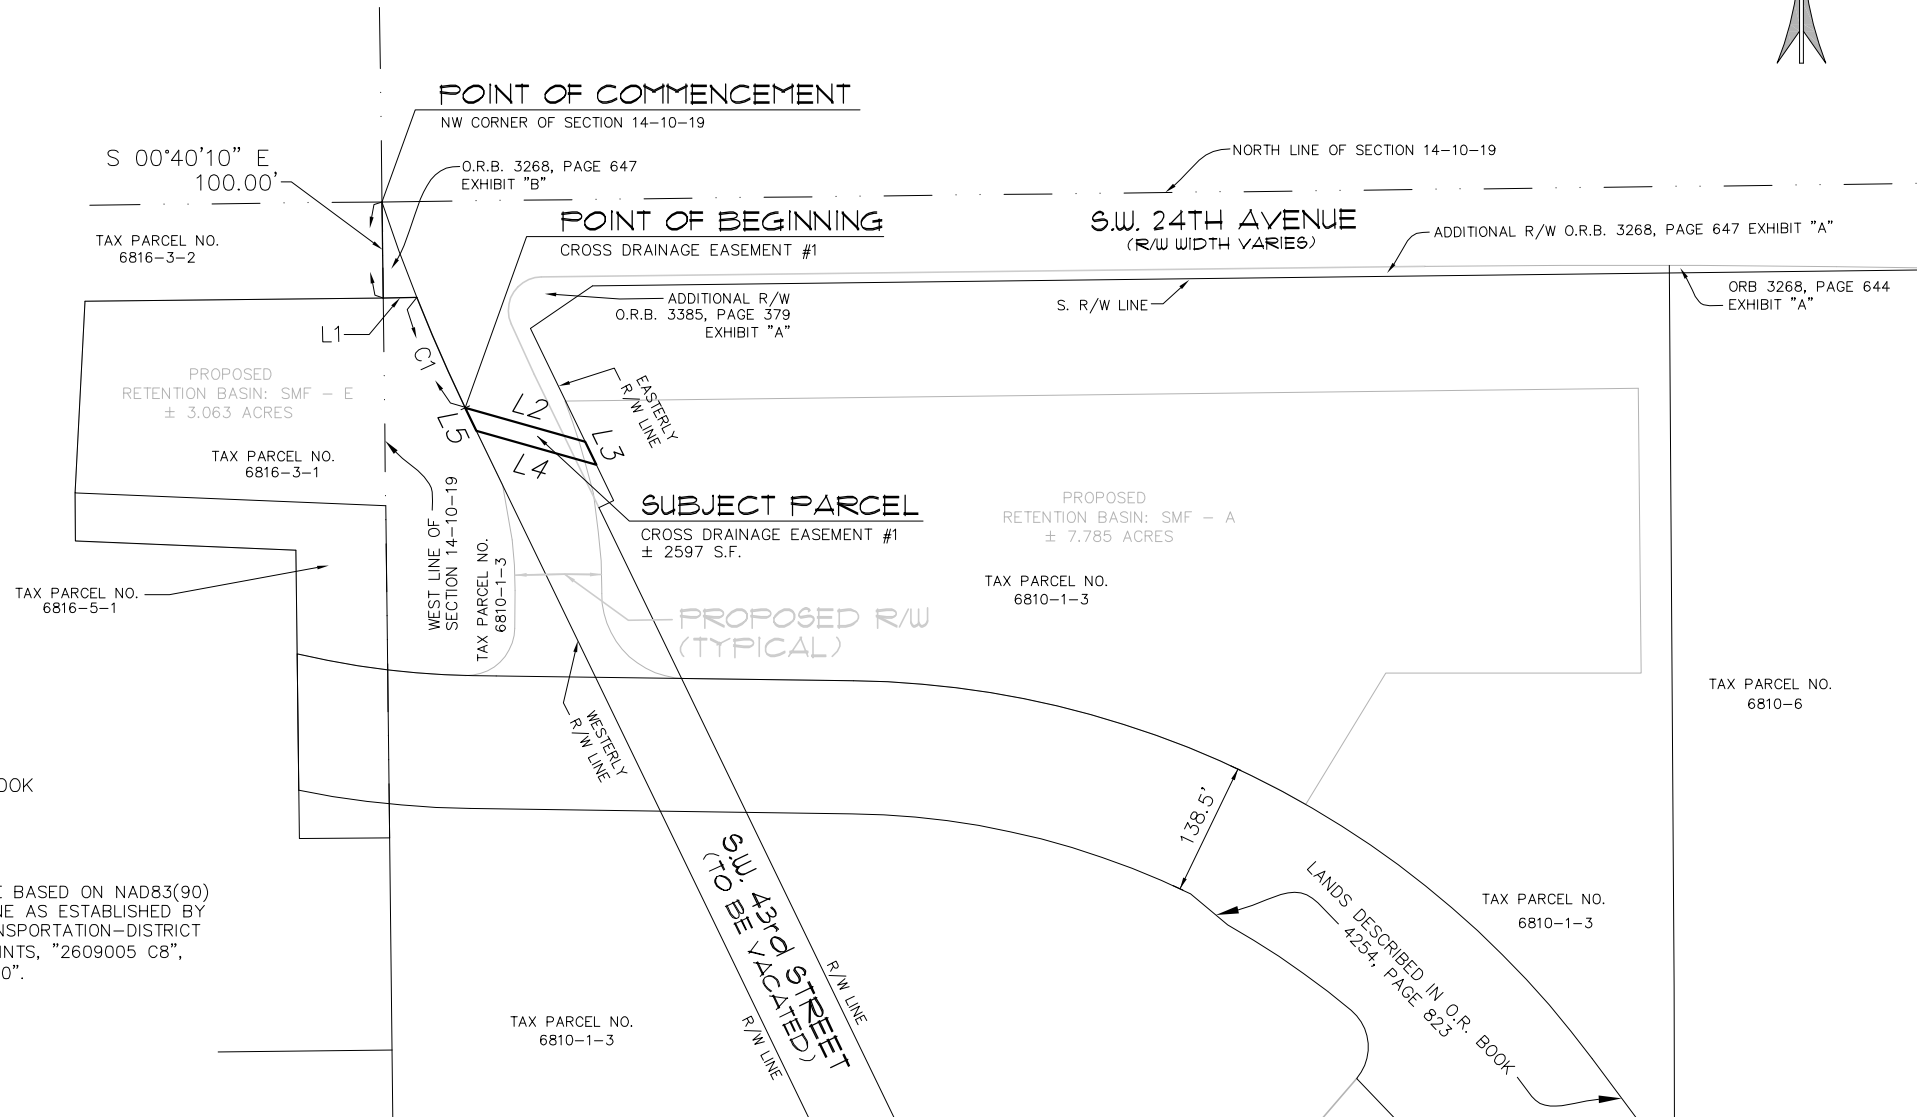 POINT OF COMMENCEMENT
NW CORNER OF SECTION 14-10-19
S 00°40'10" E
100.00'
O.R.B. 3268, PAGE 647
EXHIBIT "B"
NORTH LINE OF SECTION 14-10-19
TAX PARCEL NO.
6816-3-2
POINT OF BEGINNING
CROSS DRAINAGE EASEMENT #1
S.W. 24TH AVENUE
(R/W WIDTH VARIES)
ADDITIONAL R/W O.R.B. 3268, PAGE 647 EXHIBIT "A"
ADDITIONAL R/W
O.R.B. 3385, PAGE 379
EXHIBIT "A"
S. R/W LINE
ORB 3268, PAGE 644
EXHIBIT "A"
L1
C1
PROPOSED
RETENTION BASIN: SMF - E
± 3.063 ACRES
TAX PARCEL NO.
6816-3-1
EASTERLY
R/W LINE
L2
L3
L4
L5
SUBJECT PARCEL
CROSS DRAINAGE EASEMENT #1
± 2597 S.F.
PROPOSED
RETENTION BASIN: SMF - A
± 7.785 ACRES
TAX PARCEL NO.
6810-1-3
WEST LINE OF
SECTION 14-10-19
TAX PARCEL NO.
6810-1-3
TAX PARCEL NO.
6816-5-1
PROPOSED R/W
(TYPICAL)
TAX PARCEL NO.
6810-6
WESTERLY
R/W LINE
OOK
138.5'
S.W. 43rd STREET
(TO BE VACATED)
R/W LINE
R/W LINE
LANDS DESCRIBED IN O.R. BOOK
4254, PAGE 823
TAX PARCEL NO.
6810-1-3
E BASED ON NAD83(90)
NE AS ESTABLISHED BY
NSPORTATION-DISTRICT
INTS, "2609005 C8",
0".
TAX PARCEL NO.
6810-1-3